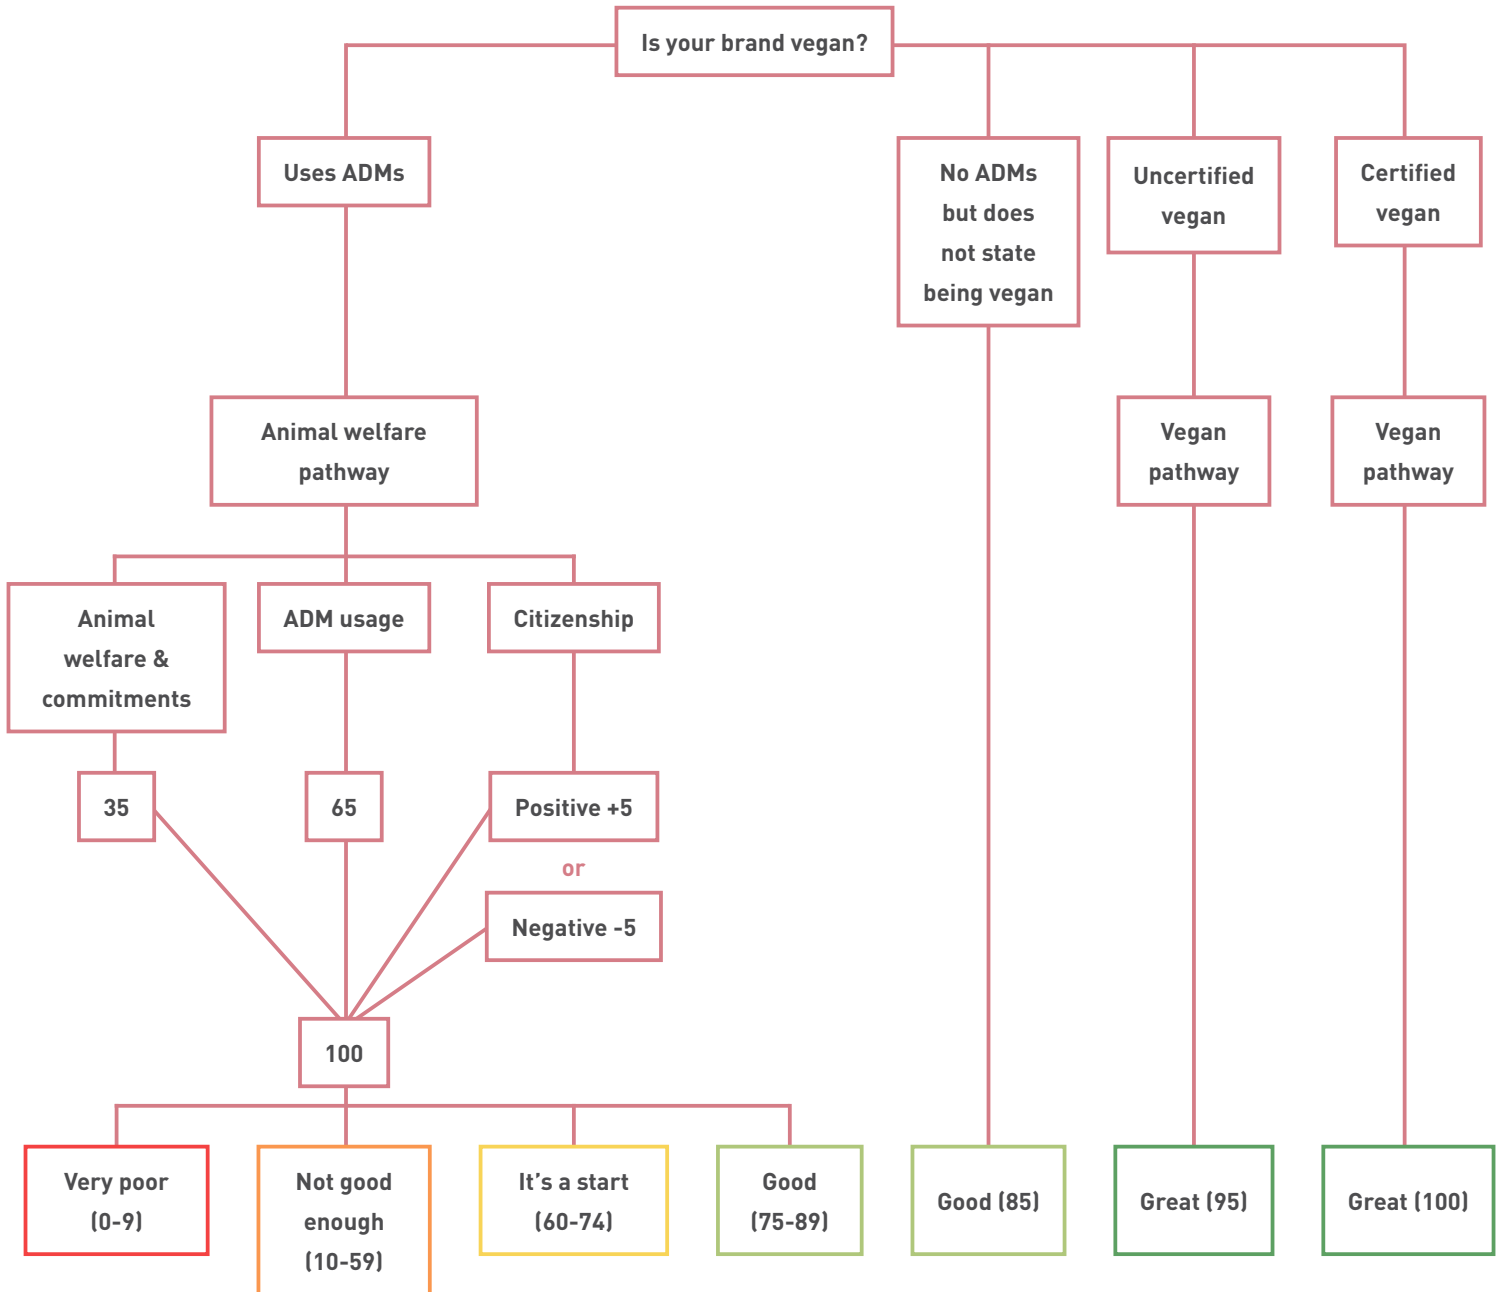 Is your brand vegan?
Uses ADMs
No ADMs
but does
not state
being vegan
Uncertified
vegan
Certified
vegan
Animal welfare
pathway
Vegan
pathway
Vegan
pathway
Animal
welfare &
commitments
ADM usage
Citizenship
35
65
Positive +5
or
Negative -5
100
Very poor
(0-9)
Not good
enough
(10-59)
It’s a start
(60-74)
Good
(75-89)
Good (85)
Great (95)
Great (100)